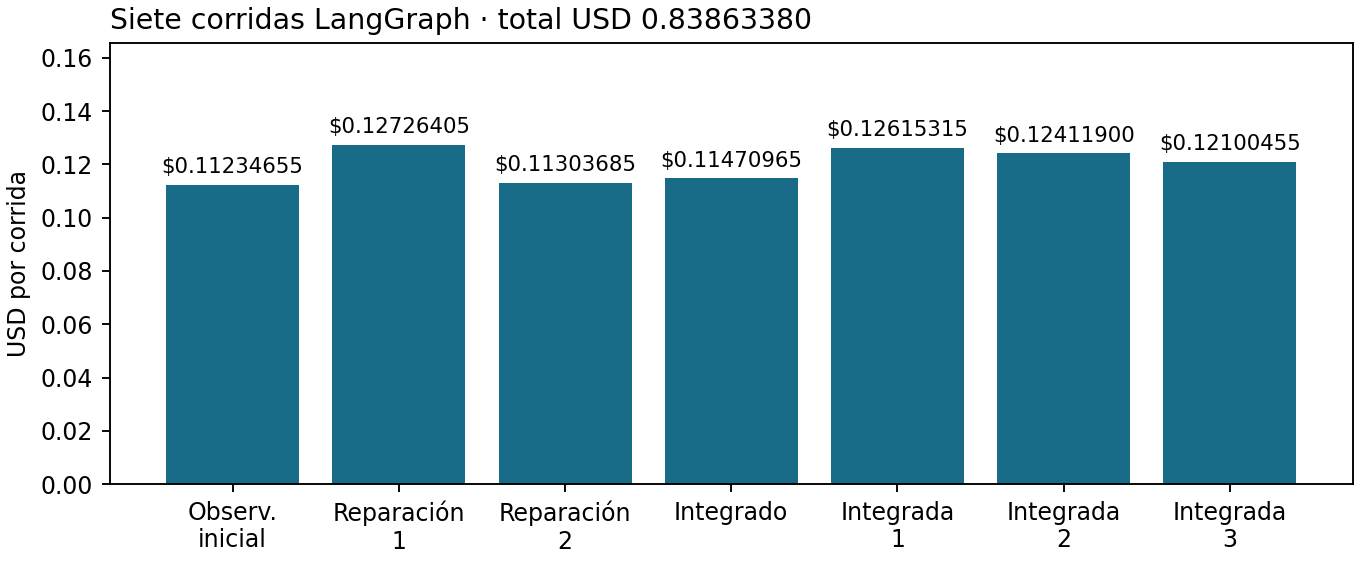 Siete corridas LangGraph · total USD 0.83863380
USD por corrida
0.16
0.14
0.12
0.10
0.08
0.06
0.04
0.02
0.00
$0.11234655
$0.12726405
$0.11303685
$0.11470965
$0.12615315
$0.12411900
$0.12100455
Observ.
inicial
Reparación
1
Reparación
2
Integrado
Integrada
1
Integrada
2
Integrada
3